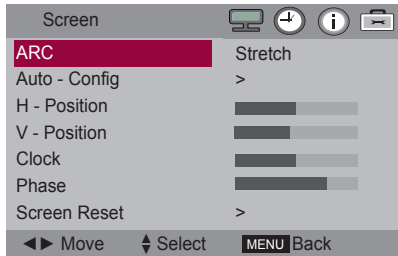 Screen
ARC Stretch
Auto - Config >
H - Position
V - Position
Clock
Phase
Screen Reset >
◄► Move ▲▼ Select MENU Back